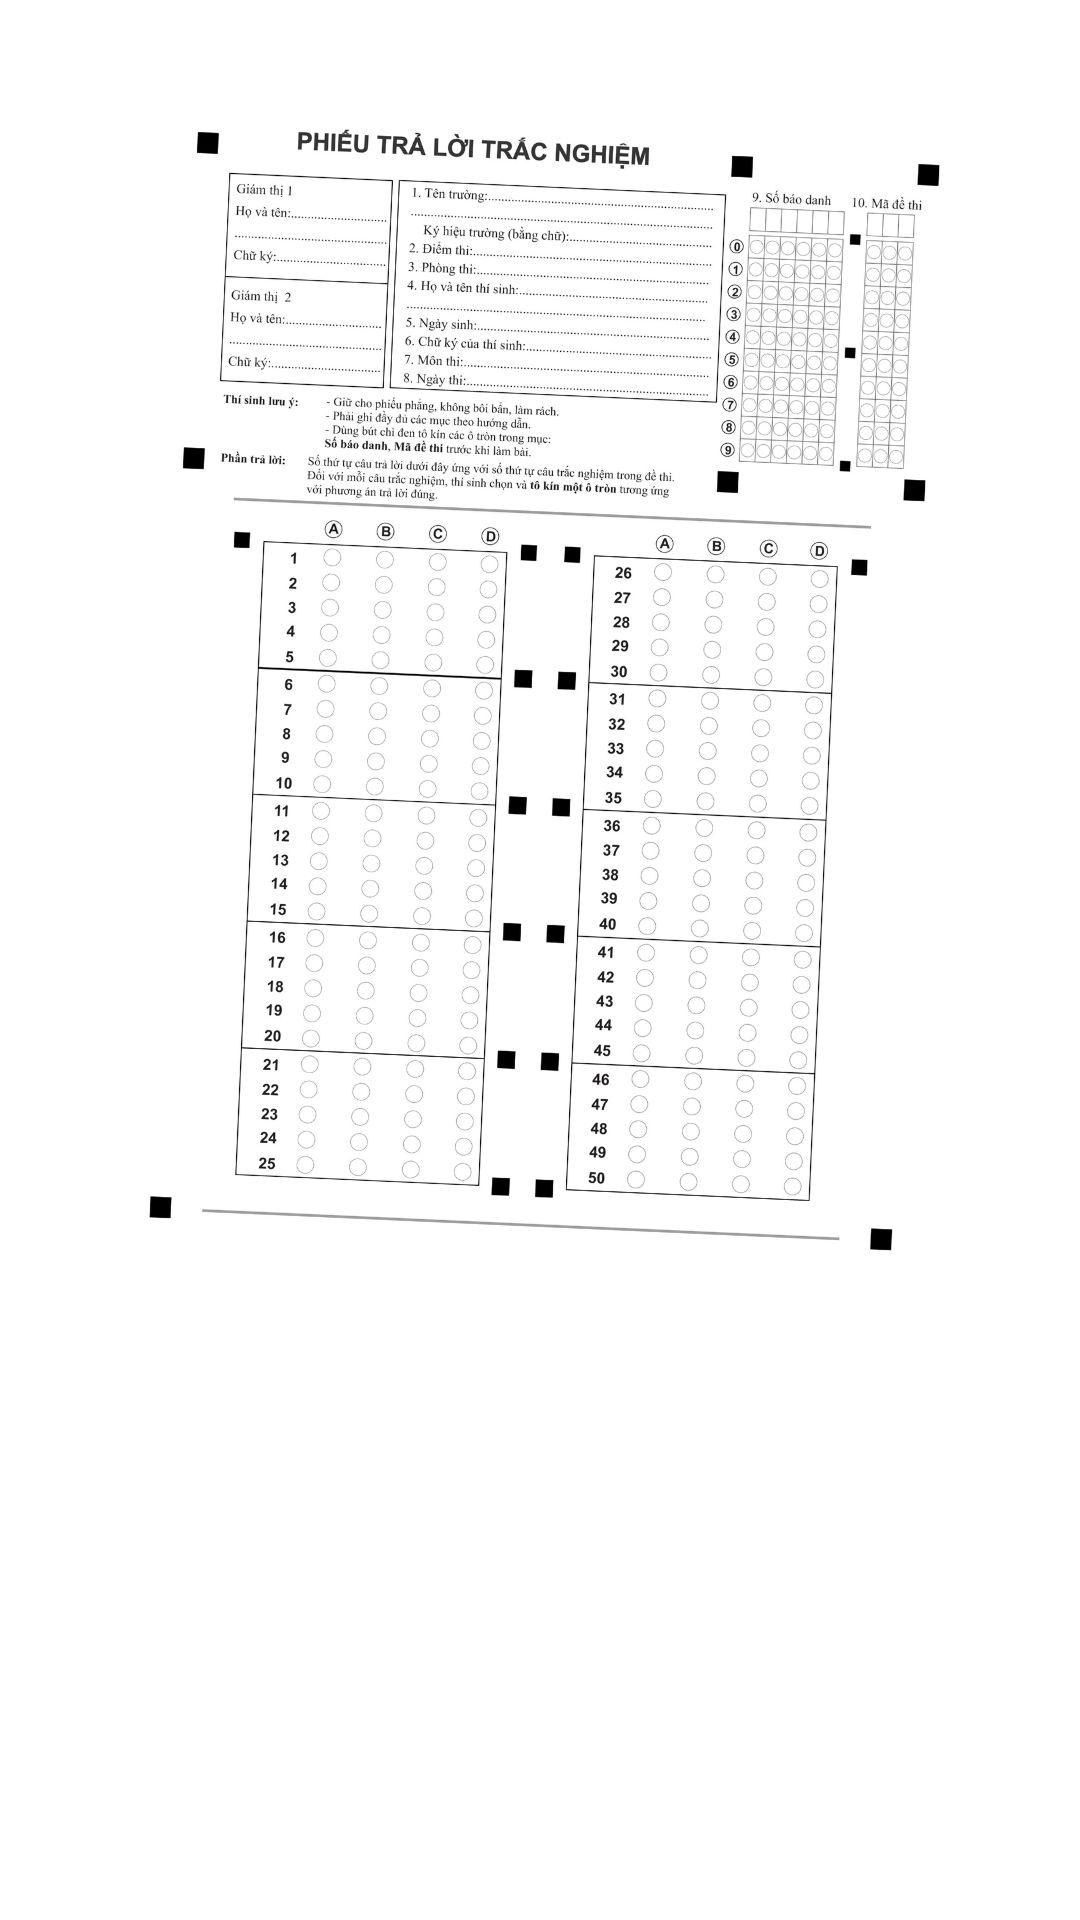 PHIẾU TRẢ LỜI TRẮC NGHIỆM
Giám thị 1
Họ và tên:............................
............................................
Chữ ký:................................
Giám thị 2
Họ và tên:............................
............................................
Chữ ký:................................
1. Tên trường:..................................................................
........................................................................................
Ký hiệu trường (bằng chữ):.........................................
2. Điểm thi:......................................................................
3. Phòng thi:....................................................................
4. Họ và tên thí sinh:.......................................................
........................................................................................
5. Ngày sinh:....................................................................
6. Chữ ký của thí sinh:......................................................
7. Môn thi:.......................................................................
8. Ngày thi:......................................................................
9. Số báo danh
10. Mã đề thi
0
1
2
3
4
5
6
7
8
9
Thí sinh lưu ý:
- Giữ cho phiếu phẳng, không bôi bẩn, làm rách.
- Phải ghi đầy đủ các mục theo hướng dẫn.
- Dùng bút chì đen tô kín các ô tròn trong mục:
Số báo danh, Mã đề thi trước khi làm bài.
Phần trả lời:
Số thứ tự câu trả lời dưới đây ứng với số thứ tự câu trắc nghiệm trong đề thi.
Đối với mỗi câu trắc nghiệm, thí sinh chọn và tô kín một ô tròn tương ứng
với phương án trả lời đúng.
A B C D
1
2
3
4
5
6
7
8
9
10
11
12
13
14
15
16
17
18
19
20
21
22
23
24
25
A B C D
26
27
28
29
30
31
32
33
34
35
36
37
38
39
40
41
42
43
44
45
46
47
48
49
50